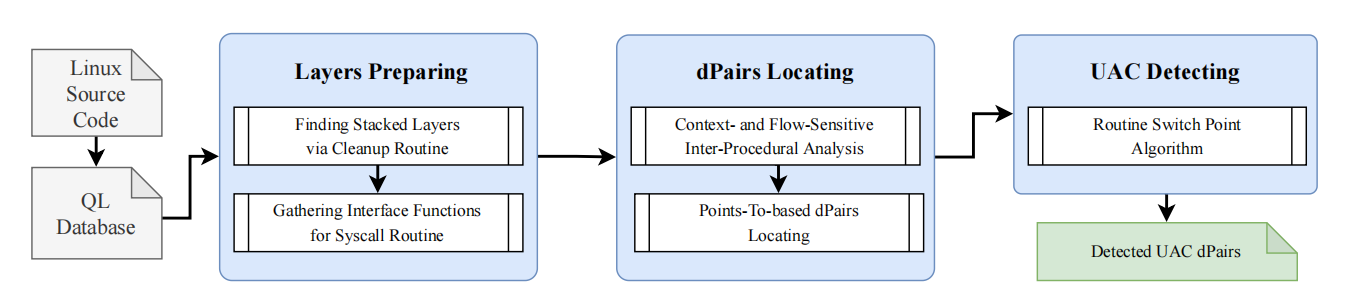 Linux
Source
Code
QL
Database
Layers Preparing
Finding Stacked Layers
via Cleanup Routine
Gathering Interface Functions
for Syscall Routine
dPairs Locating
Context- and Flow-Sensitive
Inter-Procedural Analysis
Points-To-based dPairs
Locating
UAC Detecting
Routine Switch Point
Algorithm
Detected UAC dPairs